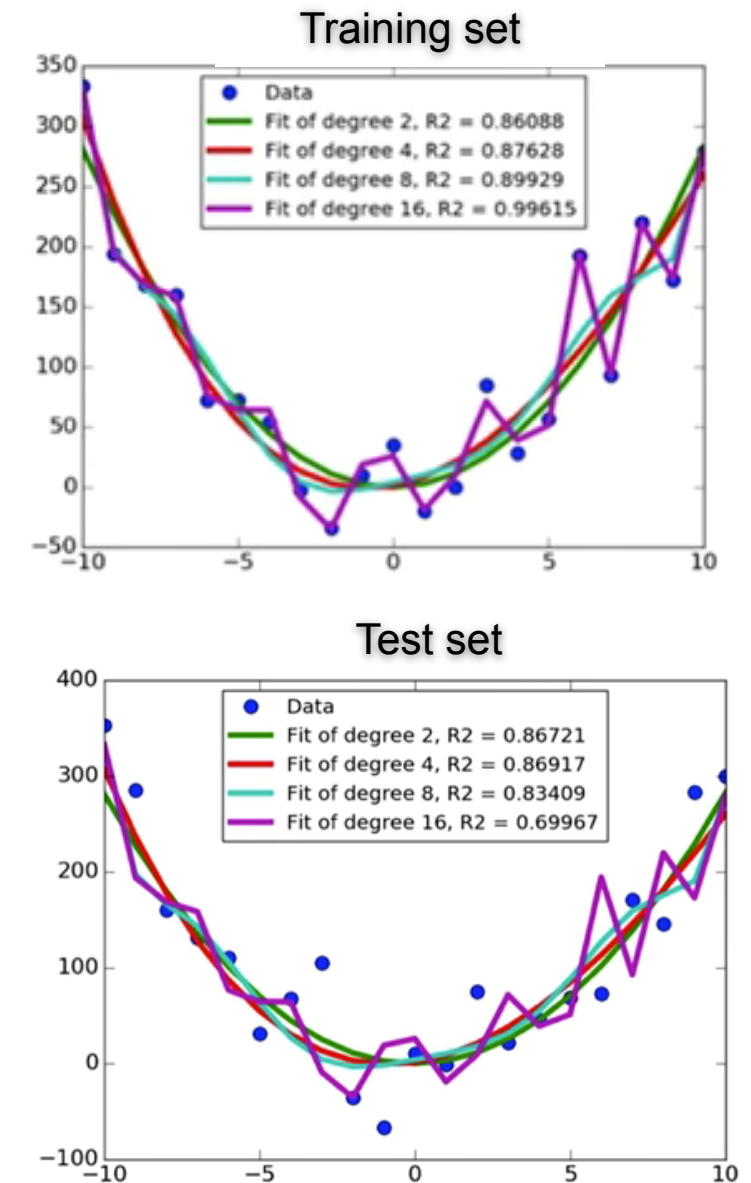 Training set
350
300
250
200
150
100
50
0
−50
−10 −5 0 5 10
Data
Fit of degree 2, R2 = 0.86088
Fit of degree 4, R2 = 0.87628
Fit of degree 8, R2 = 0.89929
Fit of degree 16, R2 = 0.99615
Test set
400
300
200
100
0
−100
−10 −5 0 5 10
Data
Fit of degree 2, R2 = 0.86721
Fit of degree 4, R2 = 0.86917
Fit of degree 8, R2 = 0.83409
Fit of degree 16, R2 = 0.69967